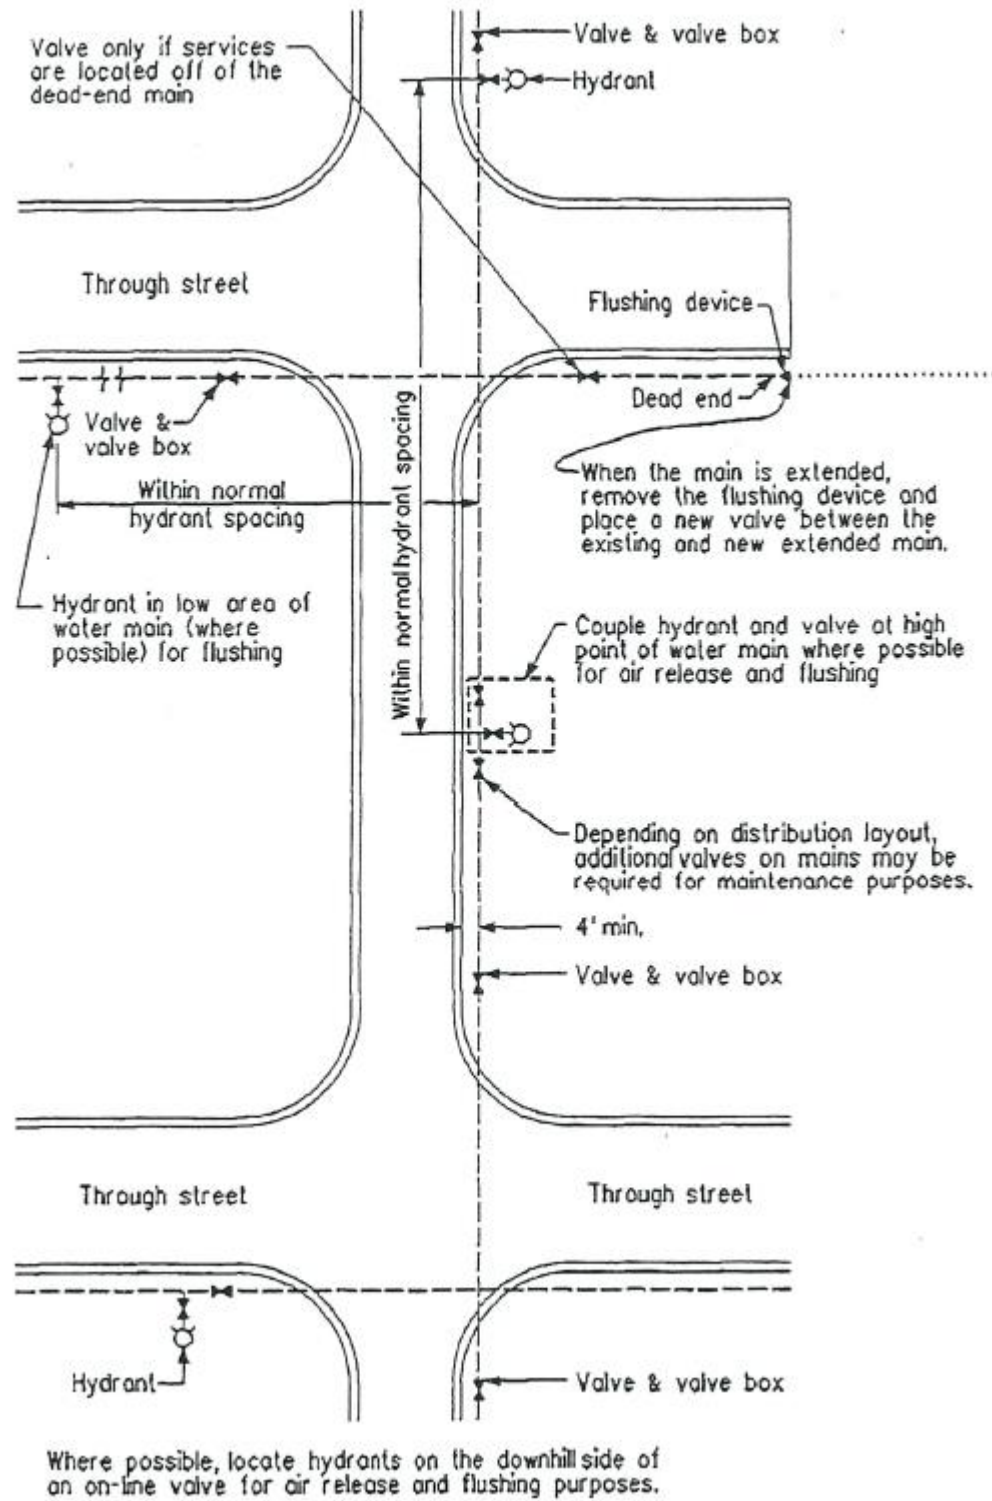 Valve only if services
are located off of the
dead-end main
Valve & valve box
Hydrant
Through street
Flushing device
Dead end
Valve &
valve box
Within normal
hydrant spacing
Within normal hydrant spacing
When the main is extended,
remove the flushing device and
place a new valve between the
existing and new extended main.
Hydrant in low area of
water main (where
possible) for flushing
Couple hydrant and valve at high
point of water main where possible
for air release and flushing
Depending on distribution layout,
additional valves on mains may be
required for maintenance purposes.
4' min.
Valve & valve box
Through street
Through street
Hydrant
Valve & valve box
Where possible, locate hydrants on the downhill side of
an on-line valve for air release and flushing purposes.